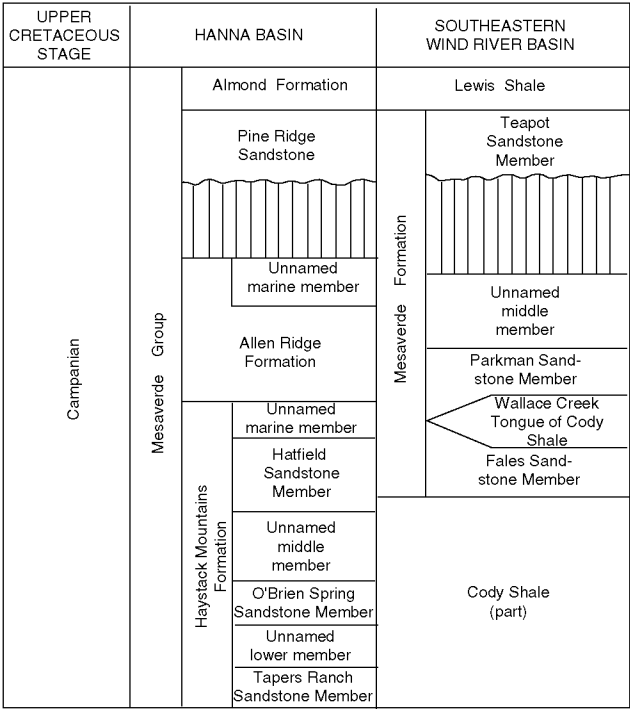 UPPER
CRETACEOUS
STAGE
HANNA BASIN
SOUTHEASTERN
WIND RIVER BASIN
Campanian
Mesaverde Group
Almond Formation
Pine Ridge
Sandstone
Unnamed
marine member
Allen Ridge
Formation
Haystack Mountains
Formation
Unnamed
marine member
Hatfield
Sandstone
Member
Unnamed
middle
member
O'Brien Spring
Sandstone Member
Unnamed
lower member
Tapers Ranch
Sandstone Member
Lewis Shale
Mesaverde Formation
Teapot
Sandstone
Member
Unnamed
middle
member
Parkman Sand-
stone Member
Wallace Creek
Tongue of Cody
Shale
Fales Sand-
stone Member
Cody Shale
(part)